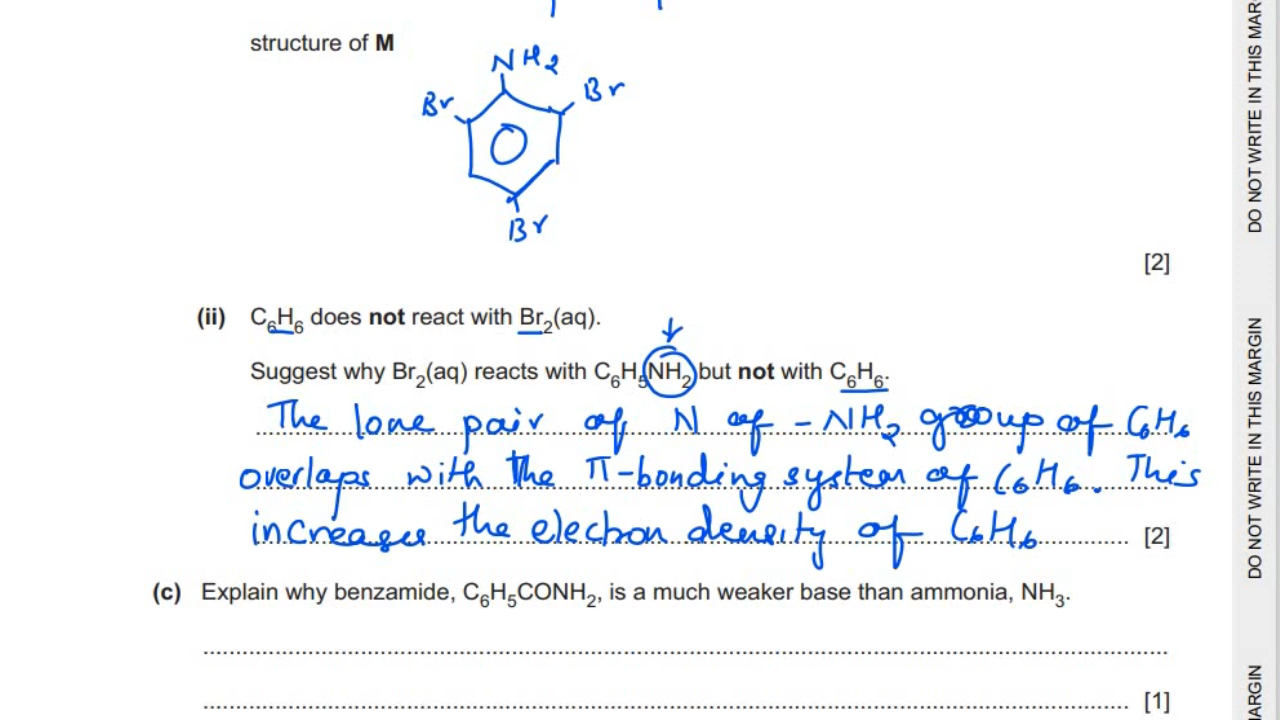 structure of M
NH2
Br
Br
Br
[2]
(ii) C6H6 does not react with Br2(aq).
Suggest why Br2(aq) reacts with C6H5NH2 but not with C6H6.
The lone pair of N of -NH2 group of C6H6
overlaps with the π-bonding system of C6H6. This
increases the electron density of C6H6
[2]
(c) Explain why benzamide, C6H5CONH2, is a much weaker base than ammonia, NH3.
[1]
DO NOT WRITE IN THIS MAR
DO NOT WRITE IN THIS MARGIN
MARGIN